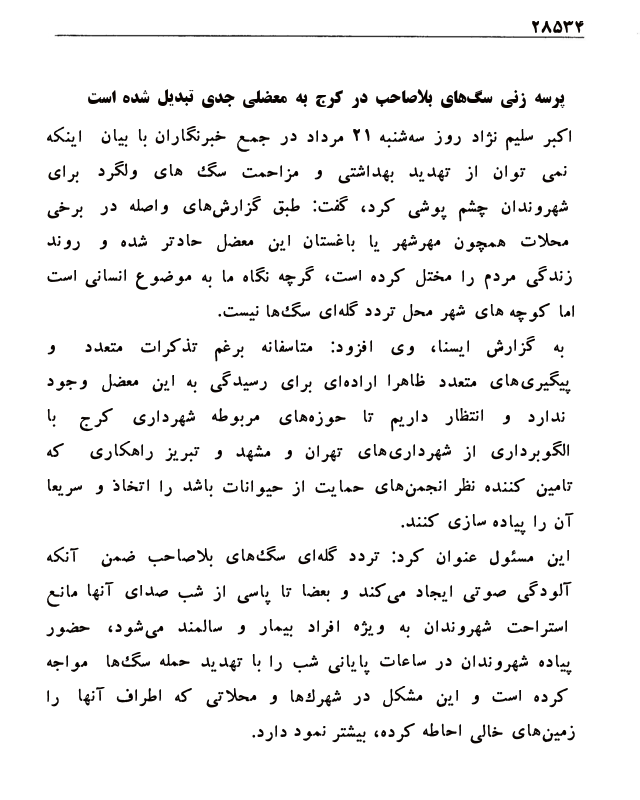 ۲۸۵۳۴
پرسه زنی سگ‌های بلاصاحب در کرج به معضلی جدی تبدیل شده است
اکبر سلیم نژاد روز سه‌شنبه ۲۱ مرداد در جمع خبرنگاران با بیان اینکه
نمی توان از تهدید بهداشتی و مزاحمت سگ های ولگرد برای
شهروندان چشم پوشی کرد، گفت: طبق گزارش‌های واصله در برخی
محلات همچون مهرشهر یا باغستان این معضل حادتر شده و روند
زندگی مردم را مختل کرده است، گرچه نگاه ما به موضوع انسانی است
اما کوچه های شهر محل تردد گله‌ای سگ‌ها نیست.
به گزارش ایسنا، وی افزود: متاسفانه برغم تذکرات متعدد و
پیگیری‌های متعدد ظاهرا اراده‌ای برای رسیدگی به این معضل وجود
ندارد و انتظار داریم تا حوزه‌های مربوطه شهرداری کرج با
الگوبرداری از شهرداری‌های تهران و مشهد و تبریز راهکاری که
تامین کننده نظر انجمن‌های حمایت از حیوانات باشد را اتخاذ و سریعا
آن را پیاده سازی کنند.
این مسئول عنوان کرد: تردد گله‌ای سگ‌های بلاصاحب ضمن آنکه
آلودگی صوتی ایجاد می‌کند و بعضا تا پاسی از شب صدای آنها مانع
استراحت شهروندان به ویژه افراد بیمار و سالمند می‌شود، حضور
پیاده شهروندان در ساعات پایانی شب را با تهدید حمله سگ‌ها مواجه
کرده است و این مشکل در شهرك‌ها و محلاتی که اطراف آنها را
زمین‌های خالی احاطه کرده، بیشتر نمود دارد.